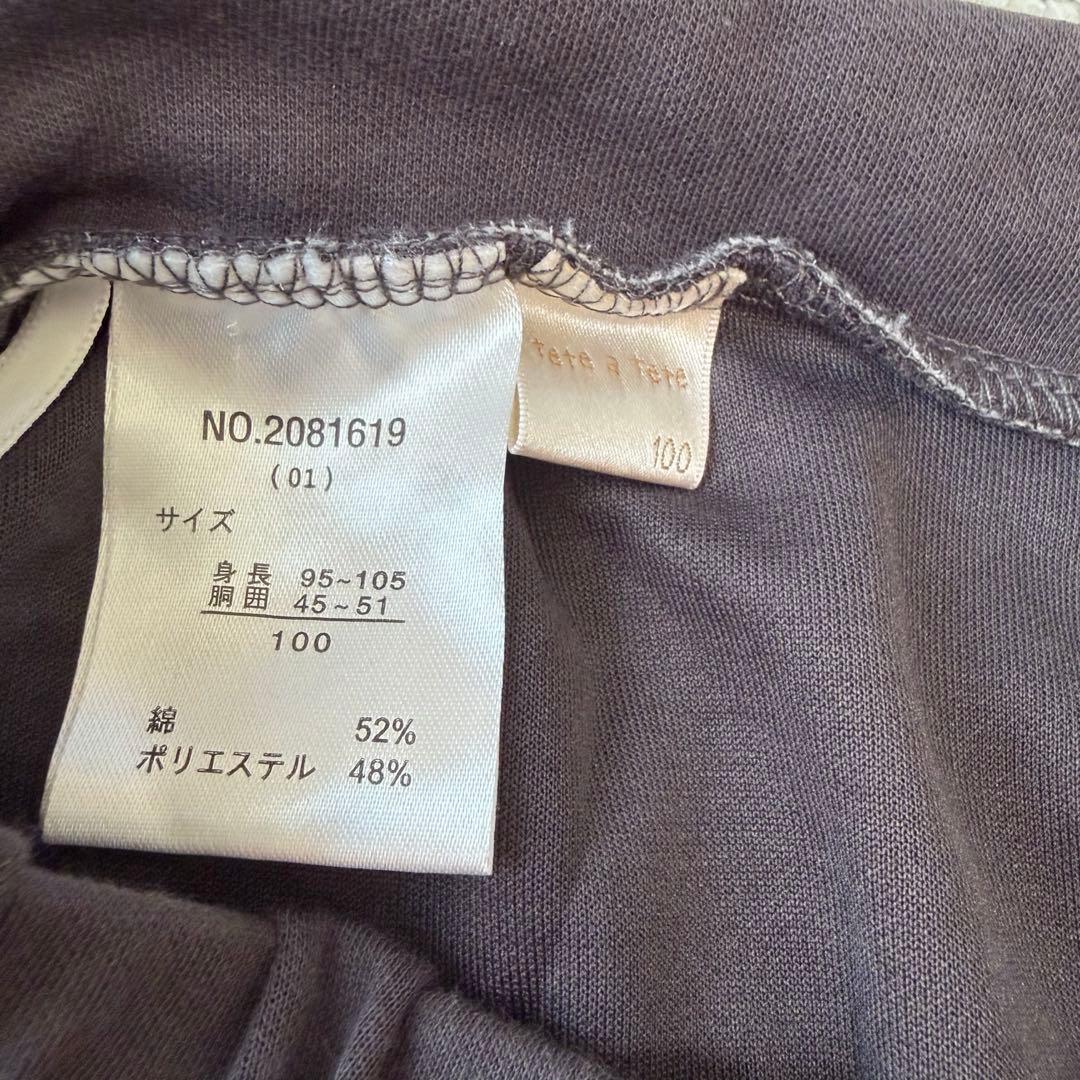 NO.2081619
(01)
サイズ
身長 95~105
胴囲 45~51
100
綿 52%
ポリエステル 48%
tete a tete
100